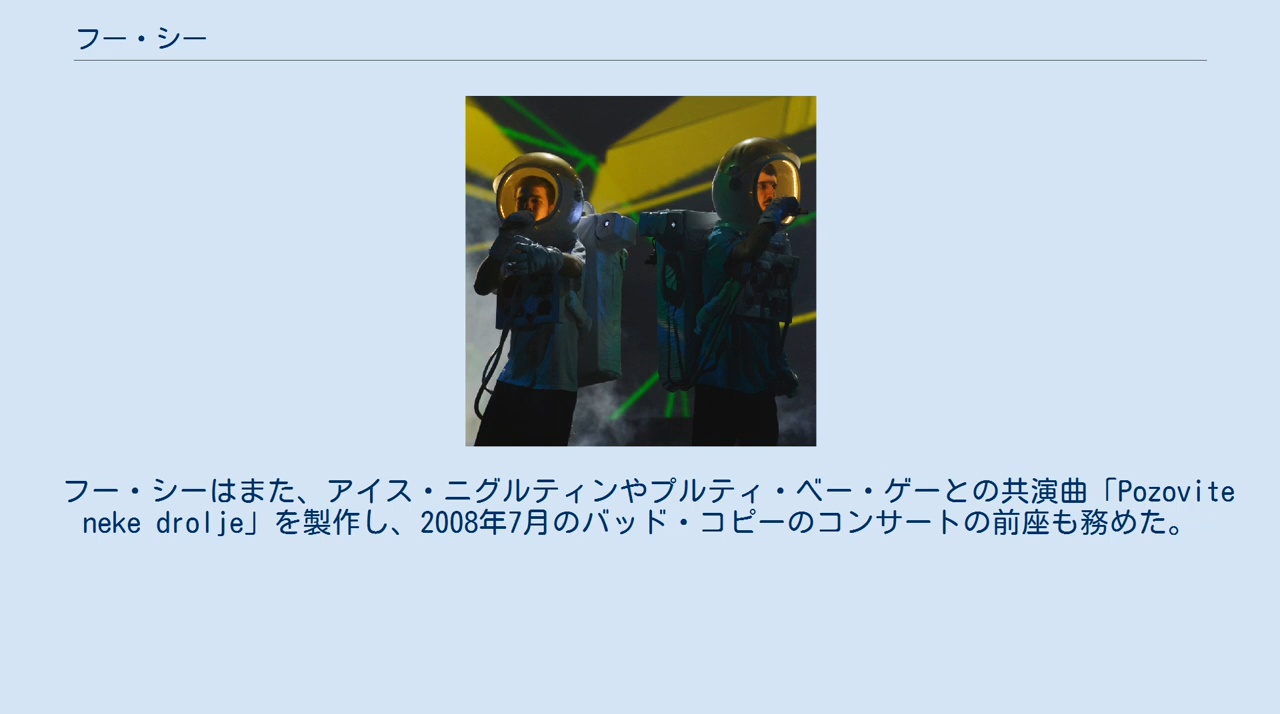 フー・シー
フー・シーはまた、アイス・ニグルティンやプルティ・ベー・ゲーとの共演曲「Pozovite
neke drolje」を製作し、2008年7月のバッド・コピーのコンサートの前座も務めた。